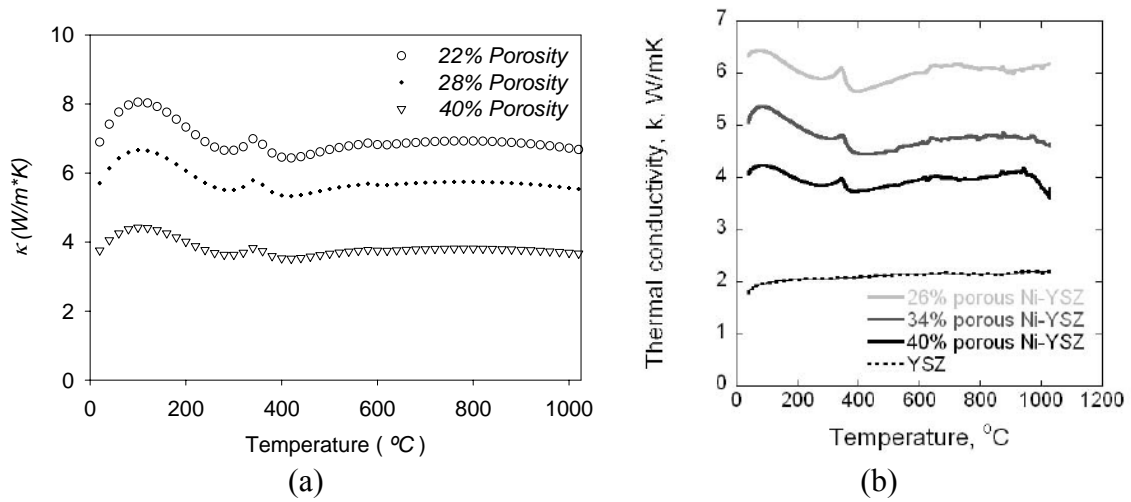 10
8
6
4
2
0
κ (W/m*K)
22% Porosity
28% Porosity
40% Porosity
0 200 400 600 800 1000
Temperature ( ºC )
(a)
7
6
5
4
3
2
1
0
Thermal conductivity, k, W/mK
26% porous Ni-YSZ
34% porous Ni-YSZ
40% porous Ni-YSZ
YSZ
0 200 400 600 800 1000 1200
Temperature, °C
(b)